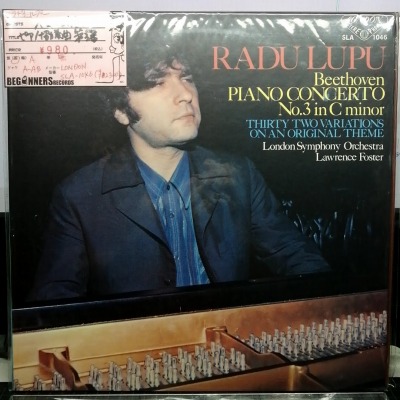 ¥980
BEGINNERS RECORDS
SLA
1046
RADU LUPU
Beethoven
PIANO CONCERTO
No.3 in C minor
THIRTY TWO VARIATIONS
ON AN ORIGINAL THEME
London Symphony Orchestra
Lawrence Foster